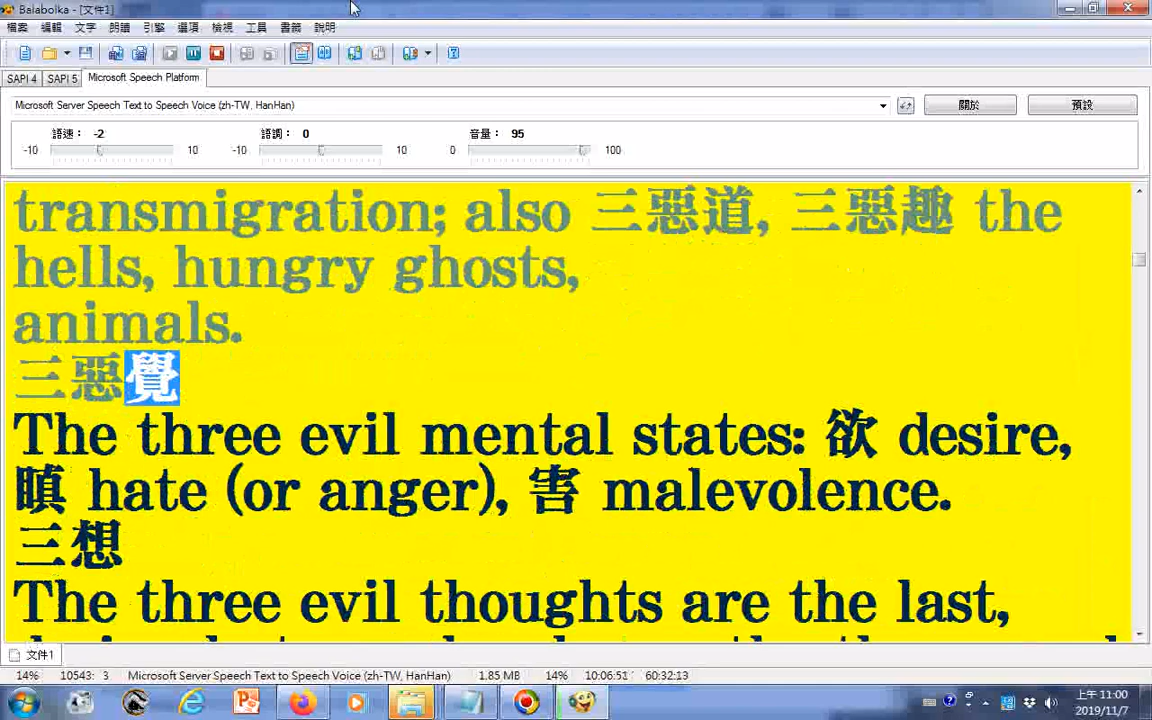 Balabolka - [文件1]
檔案 編輯 文字 朗讀 引擎 選項 檢視 工具 書籤 說明
SAPI 4 SAPI 5 Microsoft Speech Platform
Microsoft Server Speech Text to Speech Voice (zh-TW, HanHan) 關於 預設
語速： -2 語調： 0 音量： 95
-10 10 -10 10 0 100
transmigration; also 三惡道, 三惡趣 the
hells, hungry ghosts,
animals.
三惡覺
The three evil mental states: 欲 desire,
瞋 hate (or anger), 害 malevolence.
三想
The three evil thoughts are the last,
文件1
14% 10543: 3 Microsoft Server Speech Text to Speech Voice (zh-TW, HanHan) 1.85 MB 14% 10:06:51 60:32:13
上午 11:00
2019/11/7